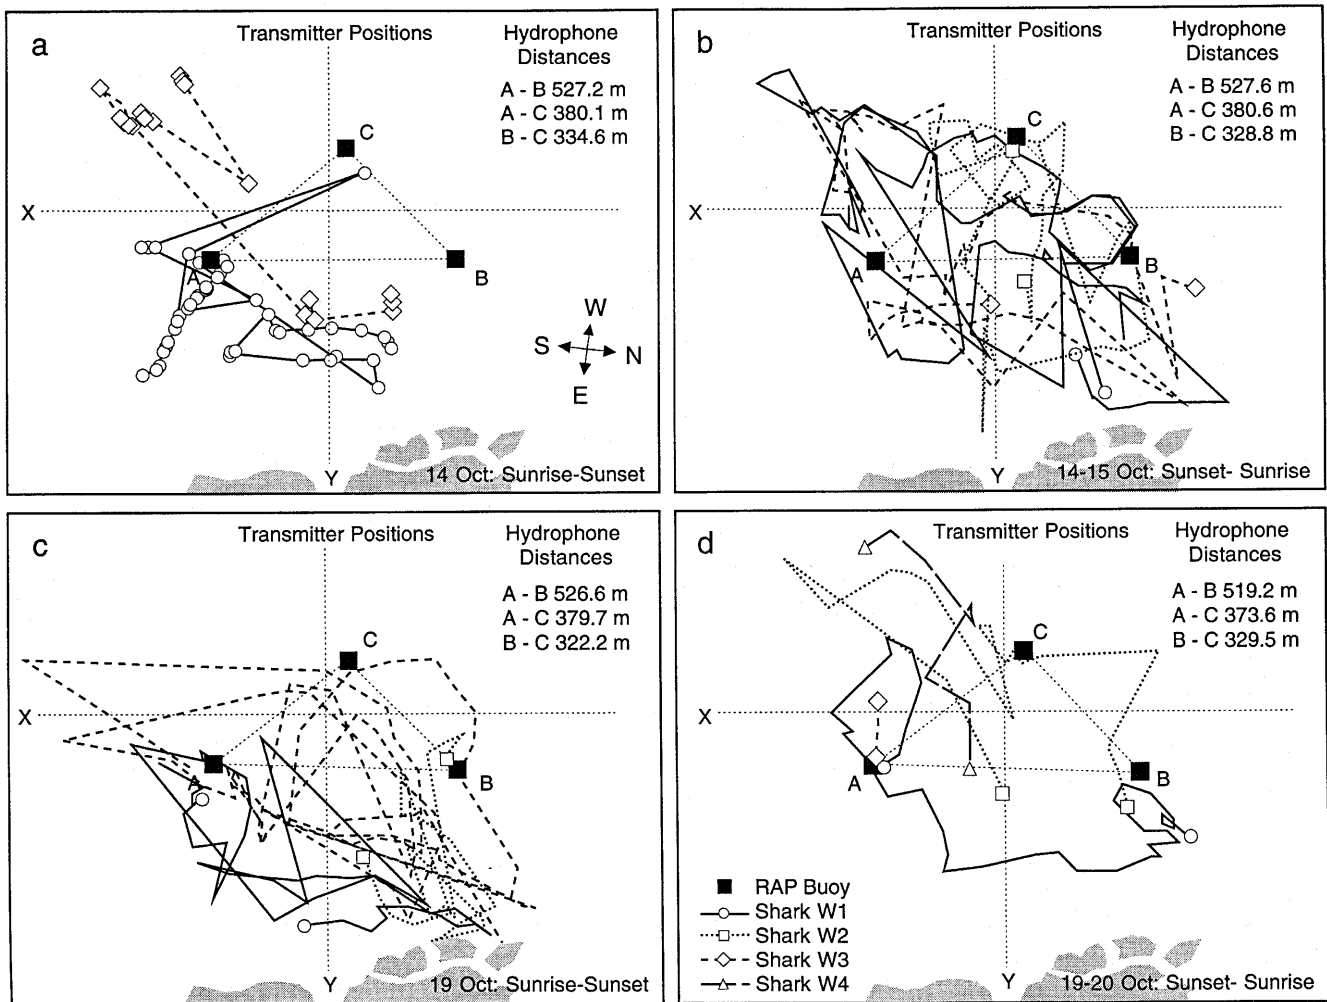 a
Transmitter Positions
Hydrophone
Distances
A - B 527.2 m
A - C 380.1 m
B - C 334.6 m
C
X
A
B
W
S
N
E
Y
14 Oct: Sunrise-Sunset
b
Transmitter Positions
Hydrophone
Distances
A - B 527.6 m
A - C 380.6 m
B - C 328.8 m
C
X
A
B
Y
14-15 Oct: Sunset- Sunrise
c
Transmitter Positions
Hydrophone
Distances
A - B 526.6 m
A - C 379.7 m
B - C 322.2 m
C
X
A
B
Y
19 Oct: Sunrise-Sunset
d
Transmitter Positions
Hydrophone
Distances
A - B 519.2 m
A - C 373.6 m
B - C 329.5 m
C
X
A
B
RAP Buoy
Shark W1
Shark W2
Shark W3
Shark W4
Y
19-20 Oct: Sunset- Sunrise